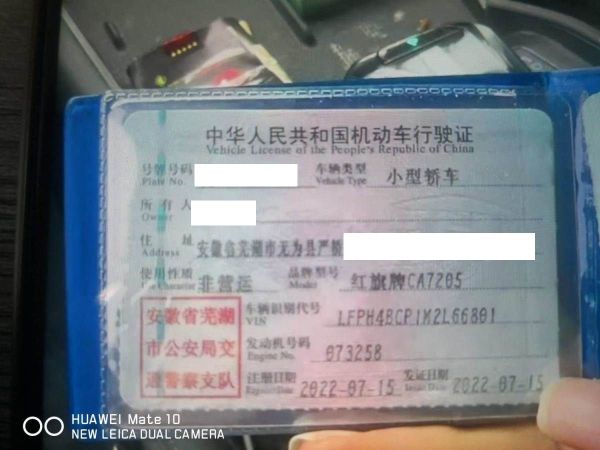 中华人民共和国机动车行驶证
Vehicle License of the People's Republic of China
号牌号码 车辆类型 小型轿车
Plate No. Vehicle Type
所有人
Owner
住址 安徽省芜湖市无为县严桥
Address
使用性质 非营运 品牌型号 红旗牌CA7205
Use Character Model
安徽省芜湖
市公安局交
通警察支队
车辆识别代号 LFPH4BCP1M2L66801
VIN
发动机号码 073258
Engine No.
注册日期 2022-07-15 发证日期 2022-07-15
Register Date Issue Date
HUAWEI Mate 10
NEW LEICA DUAL CAMERA